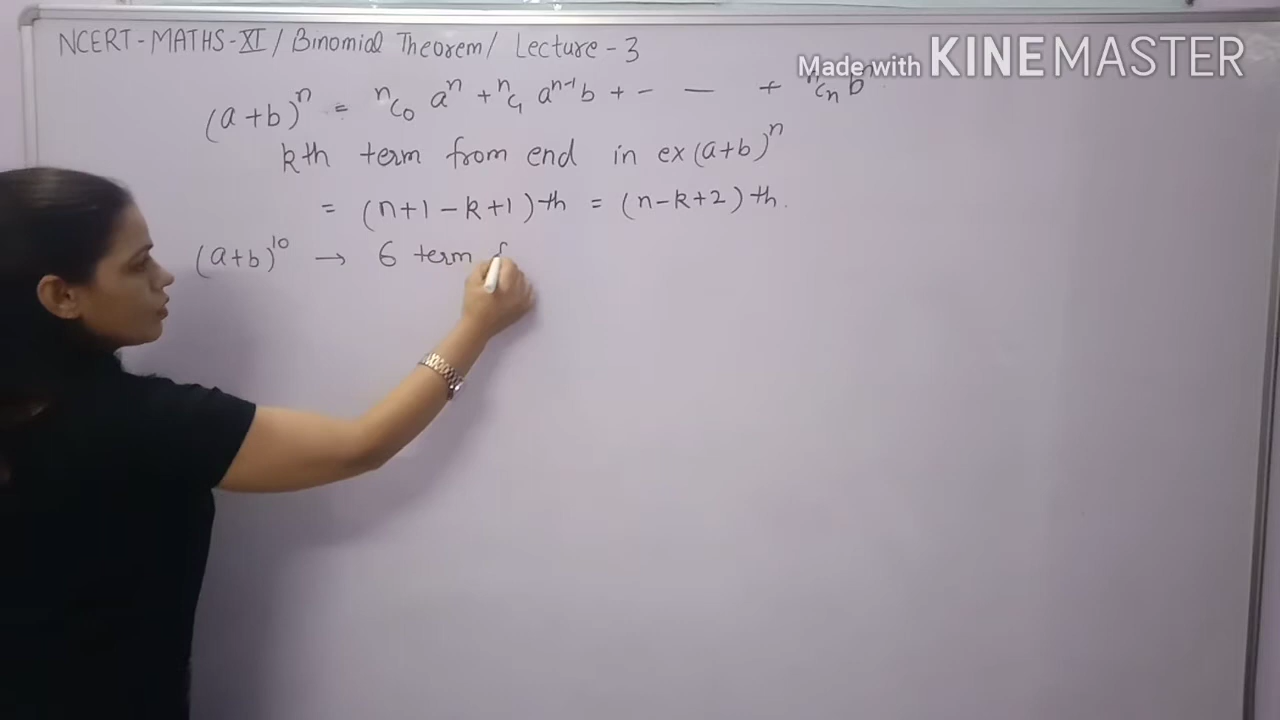 NCERT-MATHS-XI / Binomial Theorem / Lecture - 3
Made with KINEMASTER
(a+b)^n = ^nC_0 a^n + ^nC_1 a^{n-1} b + - — + ^nC_n b^n
kth term from end in ex (a+b)^n
= (n+1-k+1)th = (n-k+2)th.
(a+b)^10 → 6 term f